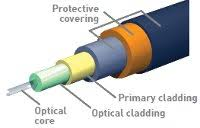 Protective
covering
Primary cladding
Optical
core
Optical cladding